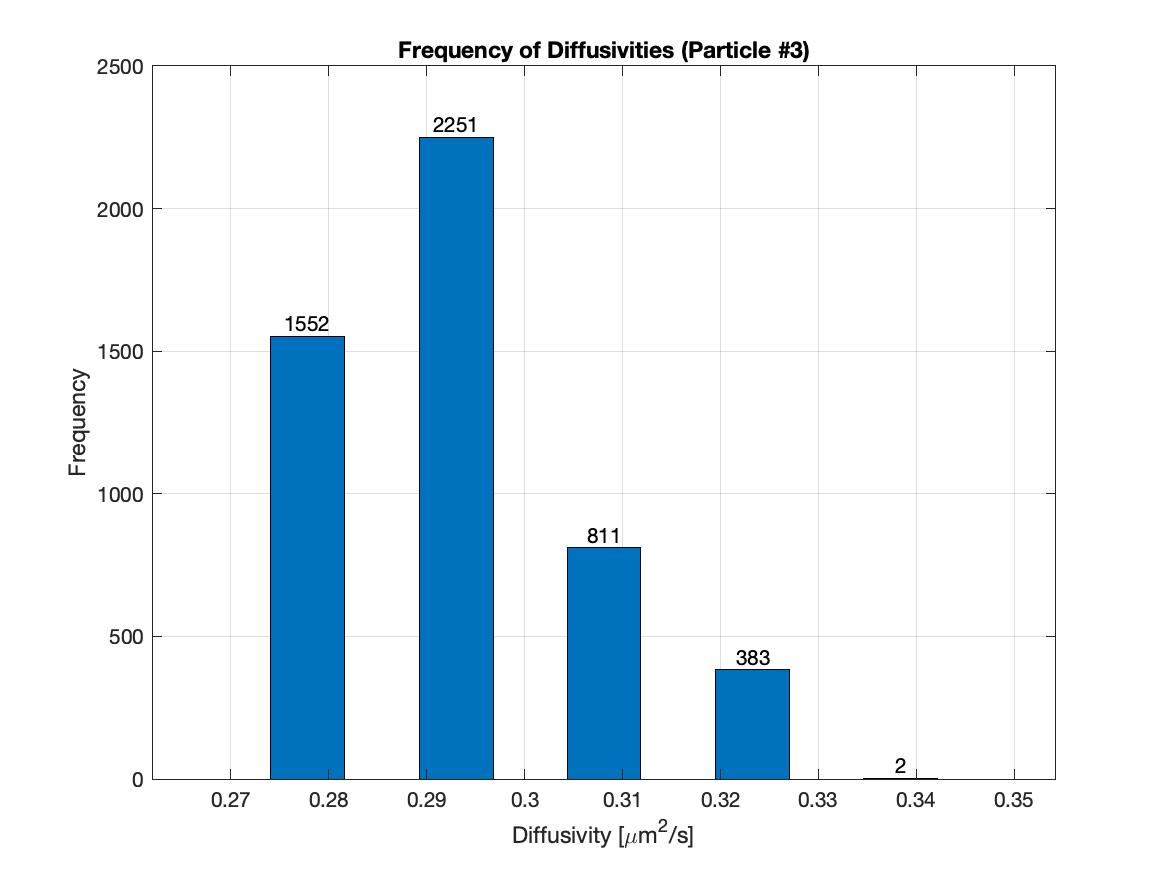 Frequency of Diffusivities (Particle #3)
2500
2000
1500
1000
500
0
Frequency
1552
2251
811
383
2
0.27 0.28 0.29 0.3 0.31 0.32 0.33 0.34 0.35
Diffusivity [μm²/s]